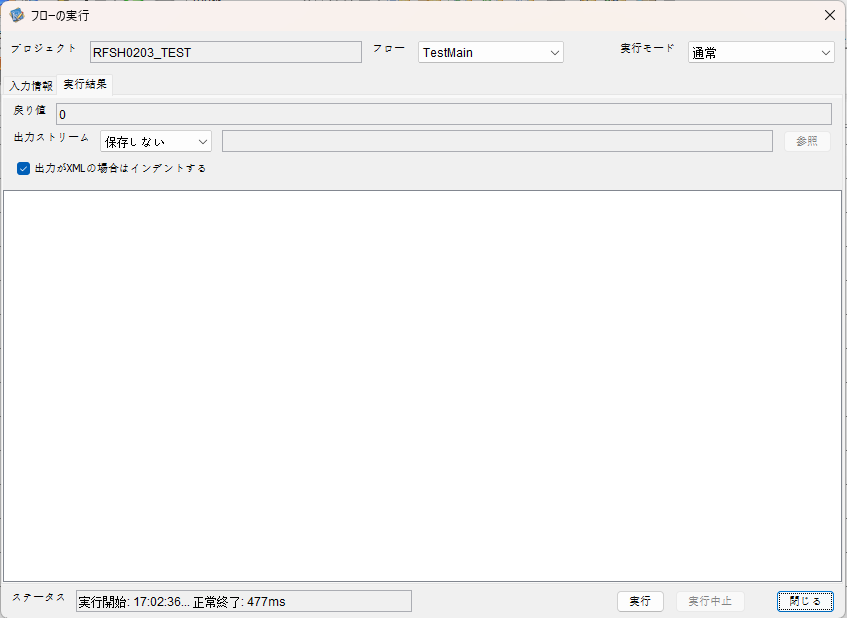 フローの実行
プロジェクト RFSH0203_TEST フロー TestMain 実行モード 通常
入力情報 実行結果
戻り値 0
出力ストリーム 保存しない 参照
出力がXMLの場合はインデントする
ステータス 実行開始: 17:02:36... 正常終了: 477ms 実行 実行中止 閉じる